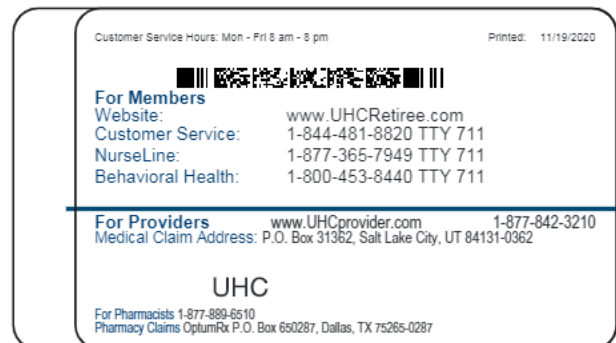 Customer Service Hours: Mon - Fri 8 am - 8 pm Printed: 11/19/2020
For Members
Website: www.UHCRetiree.com
Customer Service: 1-844-481-8820 TTY 711
NurseLine: 1-877-365-7949 TTY 711
Behavioral Health: 1-800-453-8440 TTY 711
For Providers www.UHCprovider.com 1-877-842-3210
Medical Claim Address: P.O. Box 31362, Salt Lake City, UT 84131-0362
UHC
For Pharmacists 1-877-889-6510
Pharmacy Claims OptumRx P.O. Box 650287, Dallas, TX 75265-0287